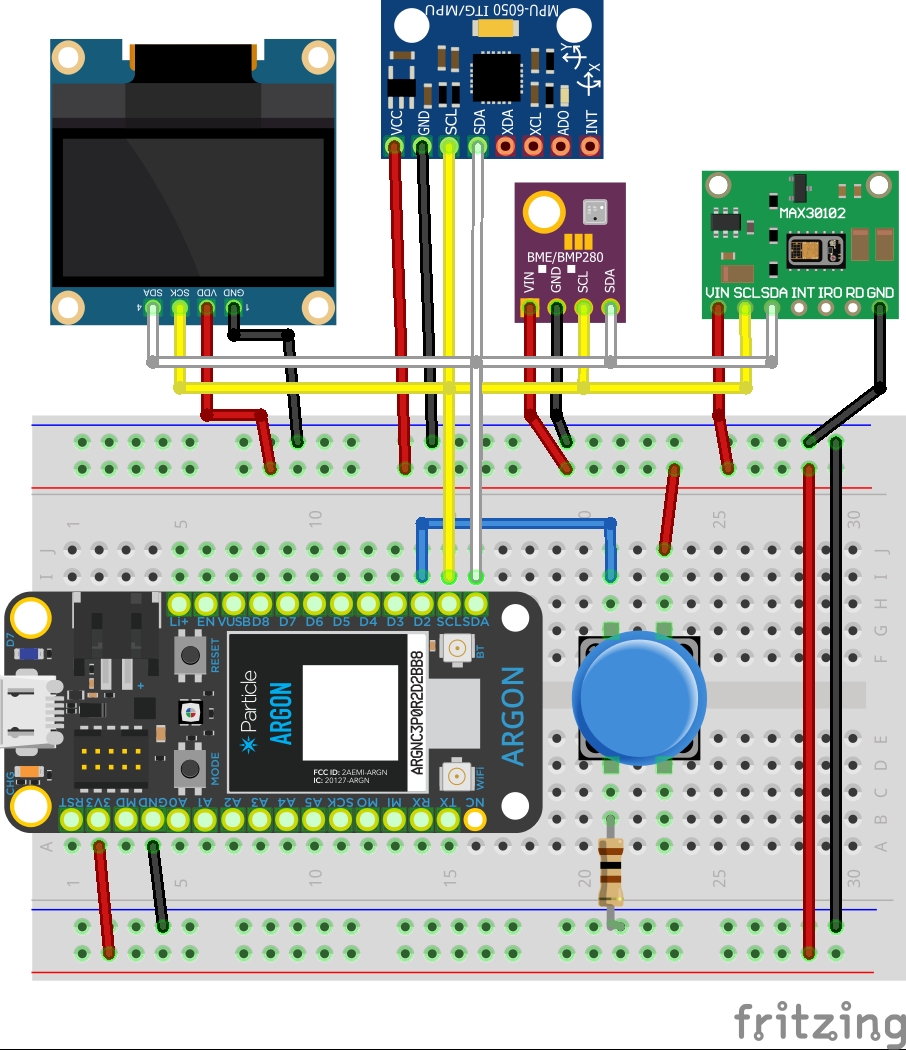 MPU-6050 ITG/MPU
Y
X
VCC GND SCL SDA XDA XCL ADO INT
MAX30102
BME/BMP280
VIN GND SCL SDA
VIN SCL SDA INT IRO RD GND
4 SDA SCK VDD GND 1
1 5 10 15 20 25 30
J J
I I
H
G
F
Li+ EN VUSB D8 D7 D6 D5 D4 D3 D2 SCL SDA
D7
RESET
BT
+
Particle
ARGON
ARGNC3P0R2D2BB8
ARGON
E
D
C
MODE
FCC ID: 2AEMI-ARGN
IC: 20127-ARGN
WiFi
CHG
RST 3V3 MD GND A0 A1 A2 A3 A4 A5 SCK MO MI RX TX NC
B
A A
1 5 10 15 20 25 30
fritzing